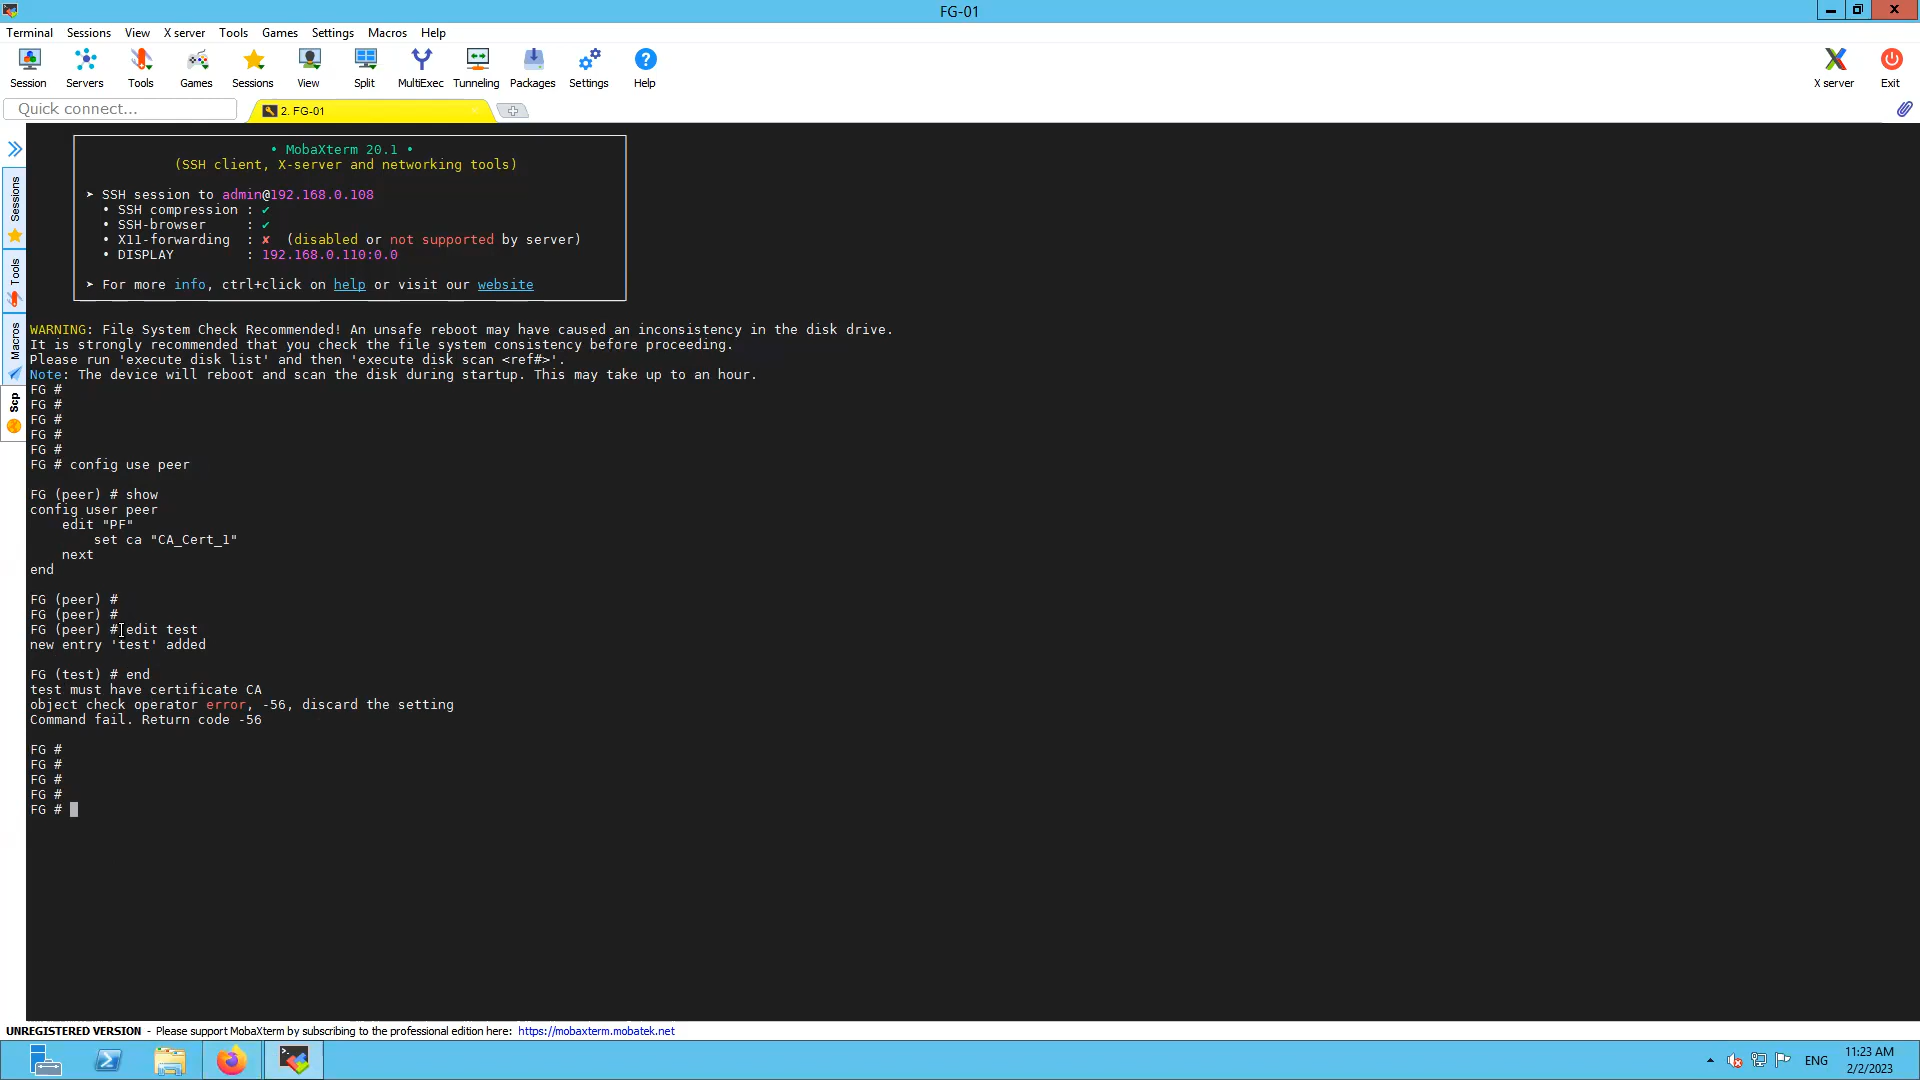 FG-01
Terminal Sessions View X server Tools Games Settings Macros Help
Session Servers Tools Games Sessions View Split MultiExec Tunneling Packages Settings Help X server Exit
Quick connect...
2. FG-01
Sessions
Tools
Macros
Scp
• MobaXterm 20.1 •
(SSH client, X-server and networking tools)
➤ SSH session to admin@192.168.0.108
• SSH compression : ✔
• SSH-browser : ✔
• X11-forwarding : ✘ (disabled or not supported by server)
• DISPLAY : 192.168.0.110:0.0
➤ For more info, ctrl+click on help or visit our website
WARNING: File System Check Recommended! An unsafe reboot may have caused an inconsistency in the disk drive.
It is strongly recommended that you check the file system consistency before proceeding.
Please run 'execute disk list' and then 'execute disk scan <ref#>'.
Note: The device will reboot and scan the disk during startup. This may take up to an hour.
FG #
FG #
FG #
FG #
FG #
FG # config use peer
FG (peer) # show
config user peer
    edit "PF"
        set ca "CA_Cert_1"
    next
end
FG (peer) #
FG (peer) #
FG (peer) # edit test
new entry 'test' added
FG (test) # end
test must have certificate CA
object check operator error, -56, discard the setting
Command fail. Return code -56
FG #
FG #
FG #
FG #
FG #
UNREGISTERED VERSION - Please support MobaXterm by subscribing to the professional edition here: https://mobaxterm.mobatek.net
ENG
11:23 AM
2/2/2023